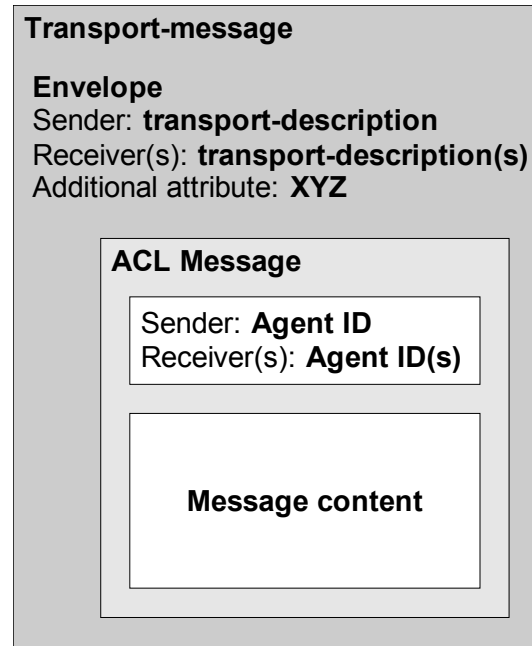 Transport-message
Envelope
Sender: transport-description
Receiver(s): transport-description(s)
Additional attribute: XYZ
ACL Message
Sender: Agent ID
Receiver(s): Agent ID(s)
Message content